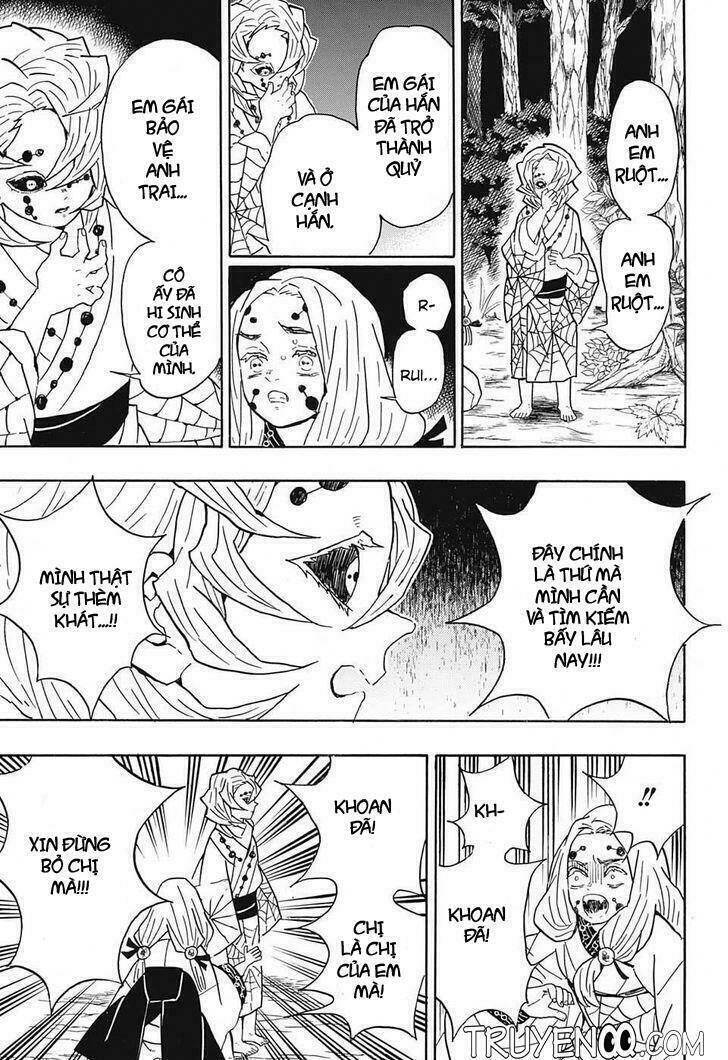 ANH
EM
RUỘT...
ANH
EM
RUỘT...
EM GÁI
CỦA HẮN
ĐÃ TRỞ
THÀNH
QUỶ
VÀ Ở
CẠNH
HẮN.
EM GÁI
BẢO
VỆ
ANH
TRAI...
CÔ
ẤY ĐÃ
HI SINH
CƠ THỂ
CỦA
MÌNH.
R-
RUI...
ĐÂY CHÍNH
LÀ THỨ MÀ
MÌNH CẦN
VÀ TÌM KIẾM
BẤY LÂU
NAY!!!
MÌNH THẬT
SỰ THÈM
KHÁT...!!
!!
KH-
KHOAN
ĐÃ!
KHOAN
ĐÃ!
CHỊ
LÀ CHỊ
CỦA EM
MÀ!
XIN ĐỪNG
BỎ CHỊ
MÀ!!!
TRUYEN00.COM